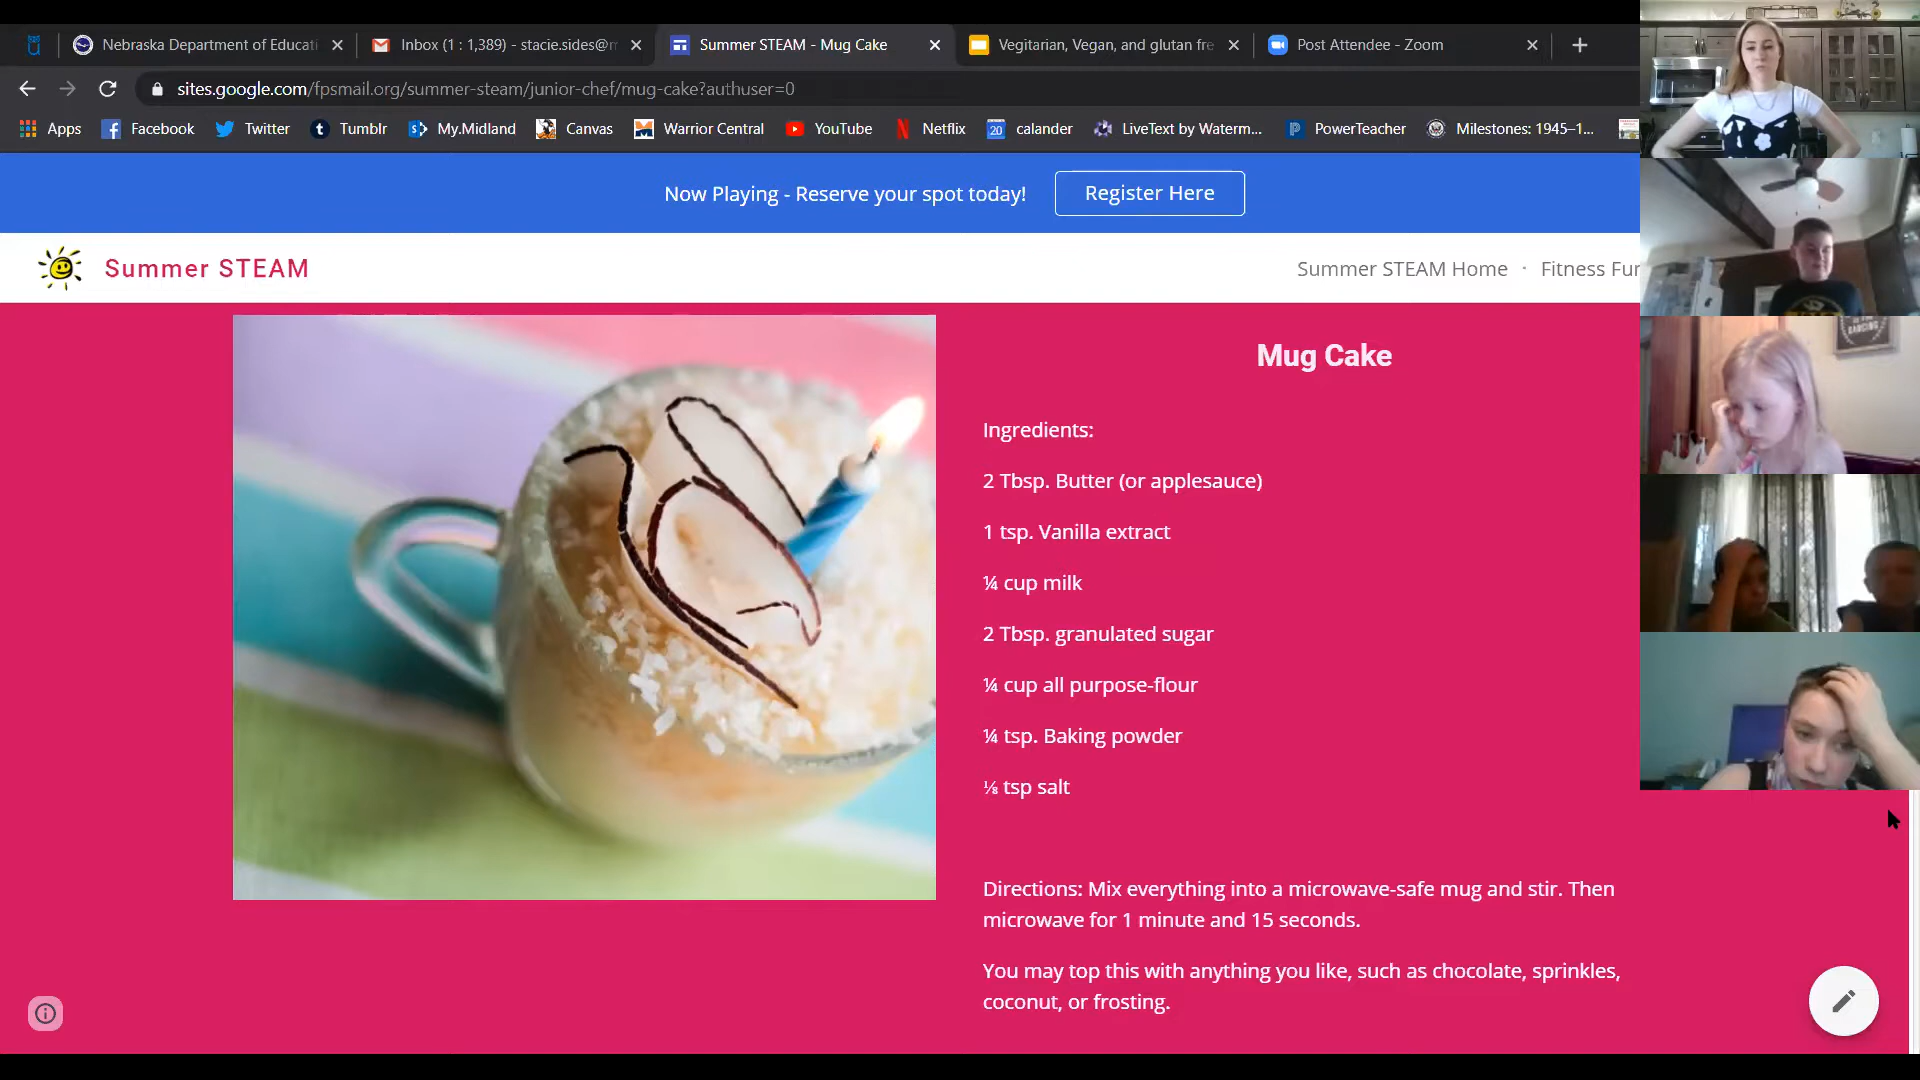 Nebraska Department of Educati
Inbox (1 : 1,389) - stacie.sides@m
Summer STEAM - Mug Cake
Vegitarian, Vegan, and glutan fre
Post Attendee - Zoom
sites.google.com/fpsmail.org/summer-steam/junior-chef/mug-cake?authuser=0
Apps
Facebook
Twitter
Tumblr
My.Midland
Canvas
Warrior Central
YouTube
Netflix
20
calander
LiveText by Waterm...
PowerTeacher
Milestones: 1945–1...
Now Playing - Reserve your spot today!
Register Here
Summer STEAM
Summer STEAM Home · Fitness Fun
Mug Cake
Ingredients:
2 Tbsp. Butter (or applesauce)
1 tsp. Vanilla extract
¼ cup milk
2 Tbsp. granulated sugar
¼ cup all purpose-flour
¼ tsp. Baking powder
⅛ tsp salt
Directions: Mix everything into a microwave-safe mug and stir. Then
microwave for 1 minute and 15 seconds.
You may top this with anything you like, such as chocolate, sprinkles,
coconut, or frosting.
DANCING